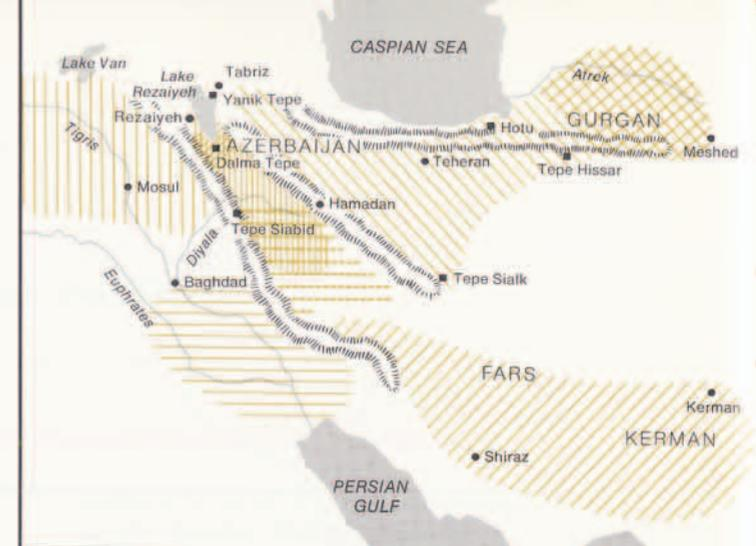 CASPIAN SEA
Lake Van
Lake
Rezaiyeh
Tabriz
Yanik Tepe
Atrek
Rezaiyeh
Hotu
GURGAN
Tigris
AZERBAIJAN
Dalma Tepe
Teheran
Meshed
Tepe Hissar
Mosul
Hamadan
Tepe Siabid
Diyala
Baghdad
Tepe Sialk
Euphrates
FARS
Kerman
KERMAN
Shiraz
PERSIAN
GULF